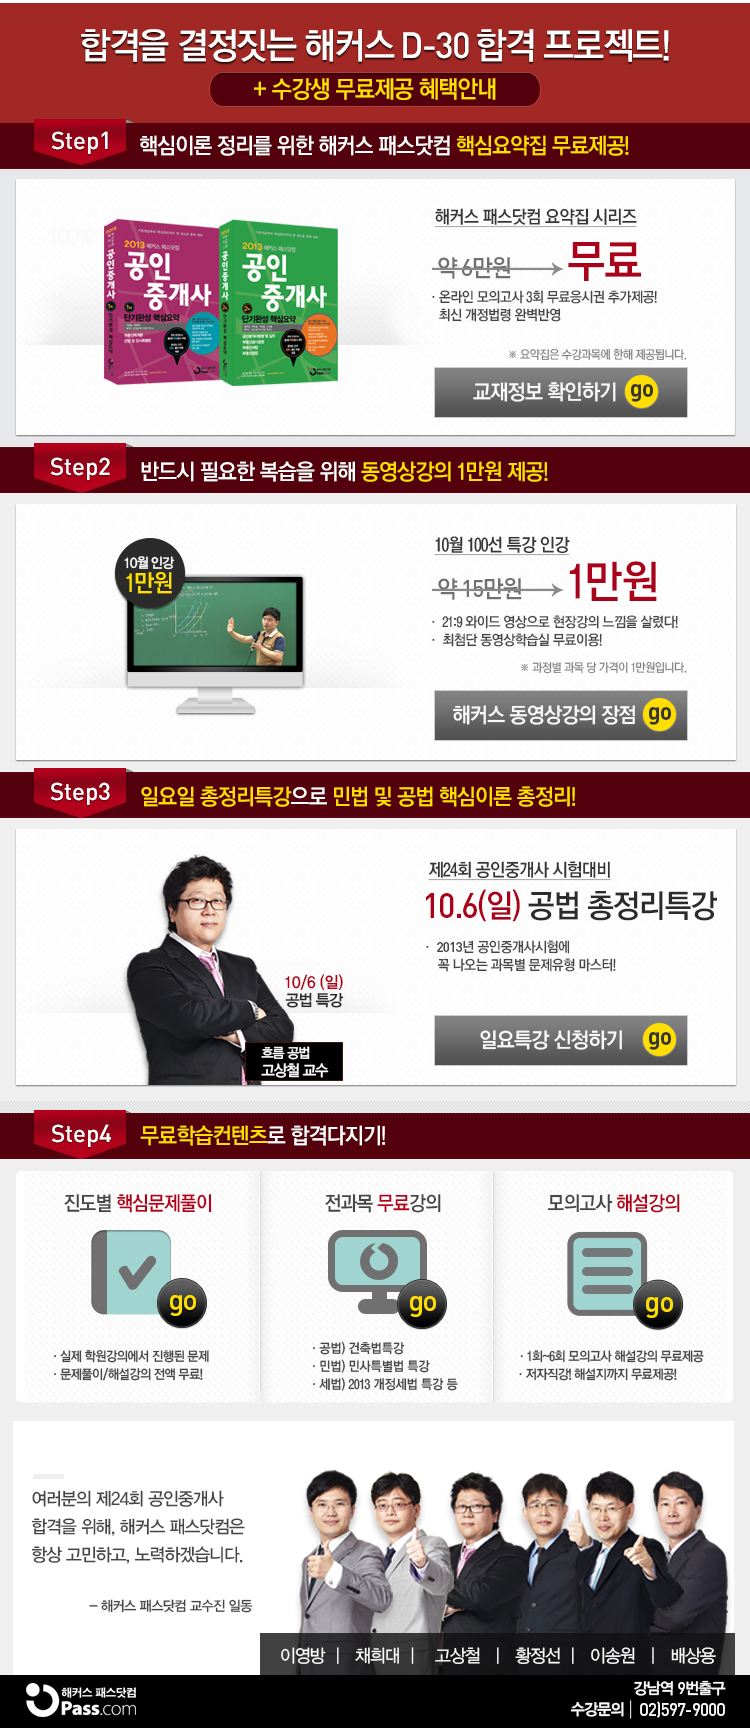 합격을 결정짓는 해커스 D-30 합격 프로젝트!
+ 수강생 무료제공 혜택안내
Step1
핵심이론 정리를 위한 해커스 패스닷컴 핵심요약집 무료제공!
2013 해커스 패스닷컴
공인
중개사
단기완성 핵심요약
2013 해커스 패스닷컴
공인
중개사
단기완성 핵심요약
해커스 패스닷컴 요약집 시리즈
약 6만원 무료
· 온라인 모의고사 3회 무료응시권 추가제공!
최신 개정법령 완벽반영
※ 요약집은 수강과목에 한해 제공됩니다.
교재정보 확인하기 go
Step2
반드시 필요한 복습을 위해 동영상강의 1만원 제공!
10월 인강
1만원
10월 100선 특강 인강
약 15만원 1만원
· 21:9 와이드 영상으로 현장강의 느낌을 살렸다!
· 최첨단 동영상학습실 무료이용!
※ 과정별 과목 당 가격이 1만원입니다.
해커스 동영상강의 장점 go
Step3
일요일 총정리특강으로 민법 및 공법 핵심이론 총정리!
10/6 (일)
공법 특강
흐름 공법
고상철 교수
제24회 공인중개사 시험대비
10.6(일) 공법 총정리특강
· 2013년 공인중개사시험에
꼭 나오는 과목별 문제유형 마스터!
일요특강 신청하기 go
Step4
무료학습컨텐츠로 합격다지기!
진도별 핵심문제풀이
go
· 실제 학원강의에서 진행된 문제
· 문제풀이/해설강의 전액 무료!
전과목 무료강의
go
· 공법) 건축법특강
· 민법) 민사특별법 특강
· 세법) 2013 개정세법 특강 등
모의고사 해설강의
go
· 1회~6회 모의고사 해설강의 무료제공
· 저자직강! 해설지까지 무료제공!
여러분의 제24회 공인중개사
합격을 위해, 해커스 패스닷컴은
항상 고민하고, 노력하겠습니다.
– 해커스 패스닷컴 교수진 일동
이영방 | 채희대 | 고상철 | 황정선 | 이송원 | 배상용
해커스 패스닷컴
Pass.com
강남역 9번출구
수강문의 | 02)597-9000